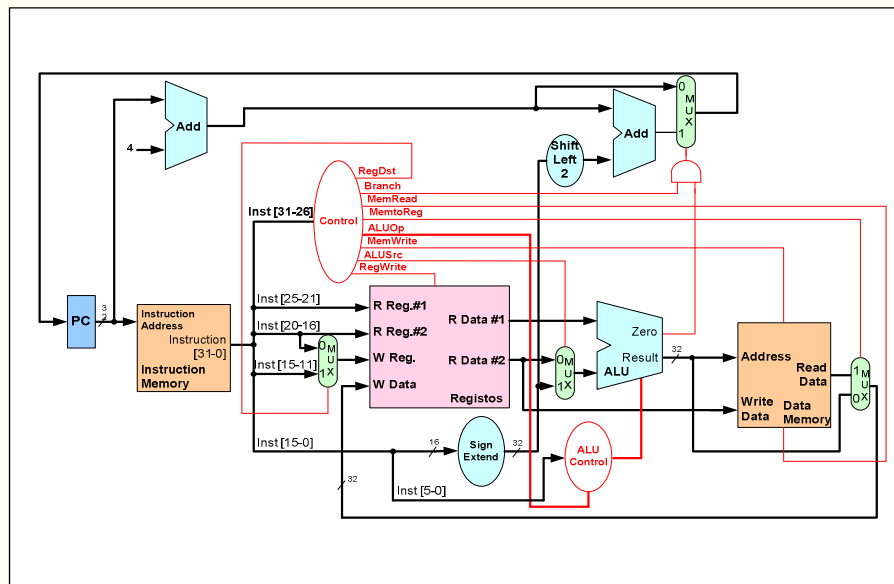 0
M
U
X
1
Add
Add
4
Shift
Left
2
RegDst
Branch
MemRead
MemtoReg
ALUOp
MemWrite
ALUSrc
RegWrite
Inst [31-26]
Control
PC
3
2
Instruction
Address
Instruction
[31-0]
Instruction
Memory
Inst [25-21]
Inst [20-16]
Inst [15-11]
0
M
U
X
1
R Reg.#1
R Reg.#2
W Reg.
W Data
R Data #1
R Data #2
Registos
0
M
U
X
1
Zero
Result
ALU
32
Address
Read
Data
Write
Data
Data
Memory
1
M
U
X
0
Inst [15-0]
16
Sign
Extend
32
ALU
Control
Inst [5-0]
32